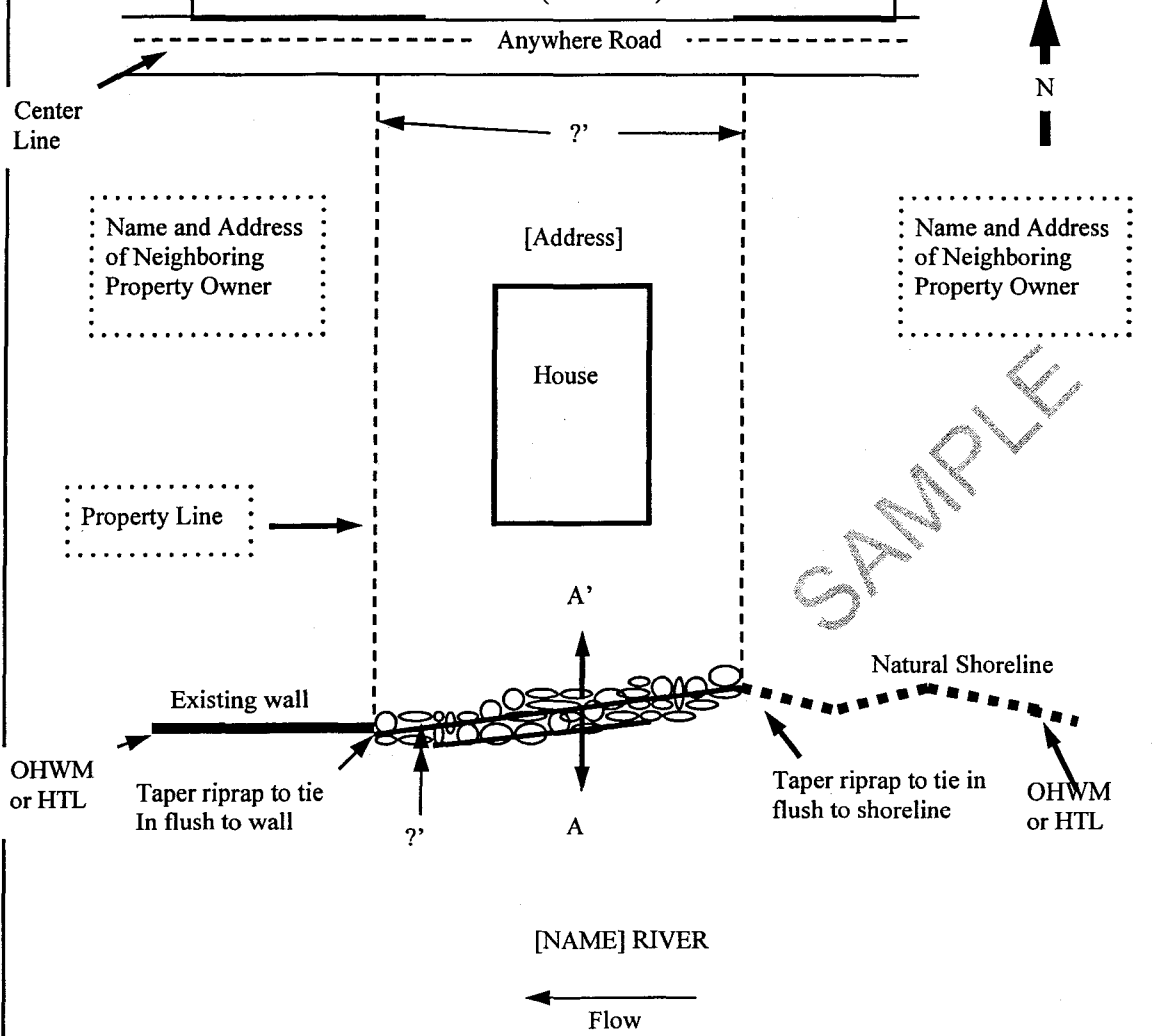 Anywhere Road
Center
Line
N
?’
Name and Address
of Neighboring
Property Owner
[Address]
Name and Address
of Neighboring
Property Owner
House
SAMPLE
Property Line
A’
Natural Shoreline
Existing wall
OHWM
or HTL
Taper riprap to tie
In flush to wall
?’
A
Taper riprap to tie in
flush to shoreline
OHWM
or HTL
[NAME] RIVER
Flow